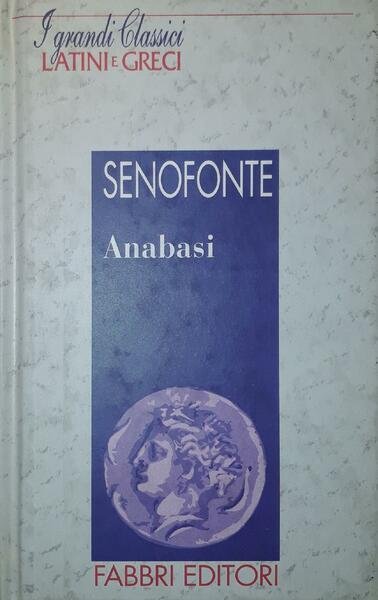 I grandi Classici
LATINI E GRECI
SENOFONTE
Anabasi
FABBRI EDITORI